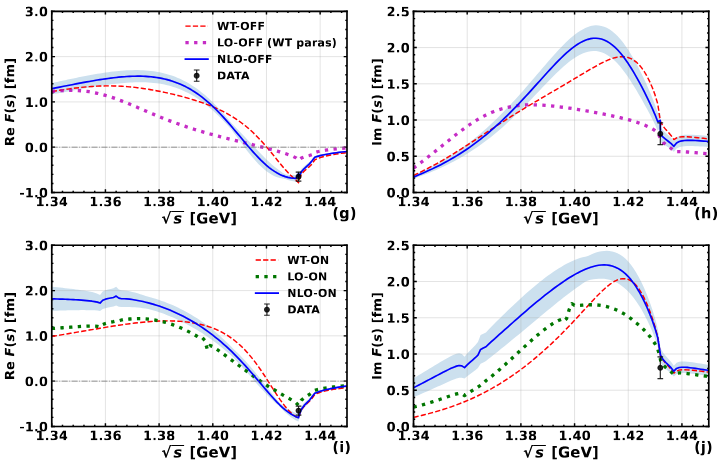 3.0
2.0
1.0
0.0
-1.0
Re F(s) [fm]
WT-OFF
LO-OFF (WT paras)
NLO-OFF
DATA
1.34
1.36
1.38
1.40
1.42
1.44
√s [GeV]
(g)
2.5
2.0
1.5
1.0
0.5
0.0
Im F(s) [fm]
1.34
1.36
1.38
1.40
1.42
1.44
√s [GeV]
(h)
3.0
2.0
1.0
0.0
-1.0
Re F(s) [fm]
WT-ON
LO-ON
NLO-ON
DATA
1.34
1.36
1.38
1.40
1.42
1.44
√s [GeV]
(i)
2.5
2.0
1.5
1.0
0.5
0.0
Im F(s) [fm]
1.34
1.36
1.38
1.40
1.42
1.44
√s [GeV]
(j)